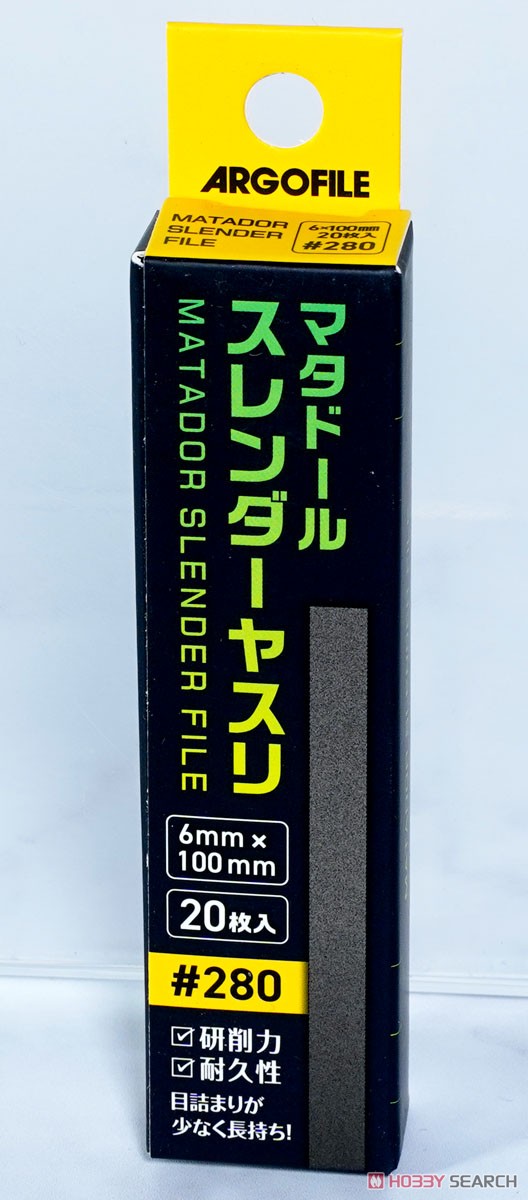 ARGOFILE
MATADOR
SLENDER
FILE
6×100mm
20枚入
#280
マタドール
スレンダーヤスリ
MATADOR SLENDER FILE
6mm×
100mm
20枚入
#280
研削力
耐久性
目詰まりが
少なく長持ち!
HOBBY SEARCH